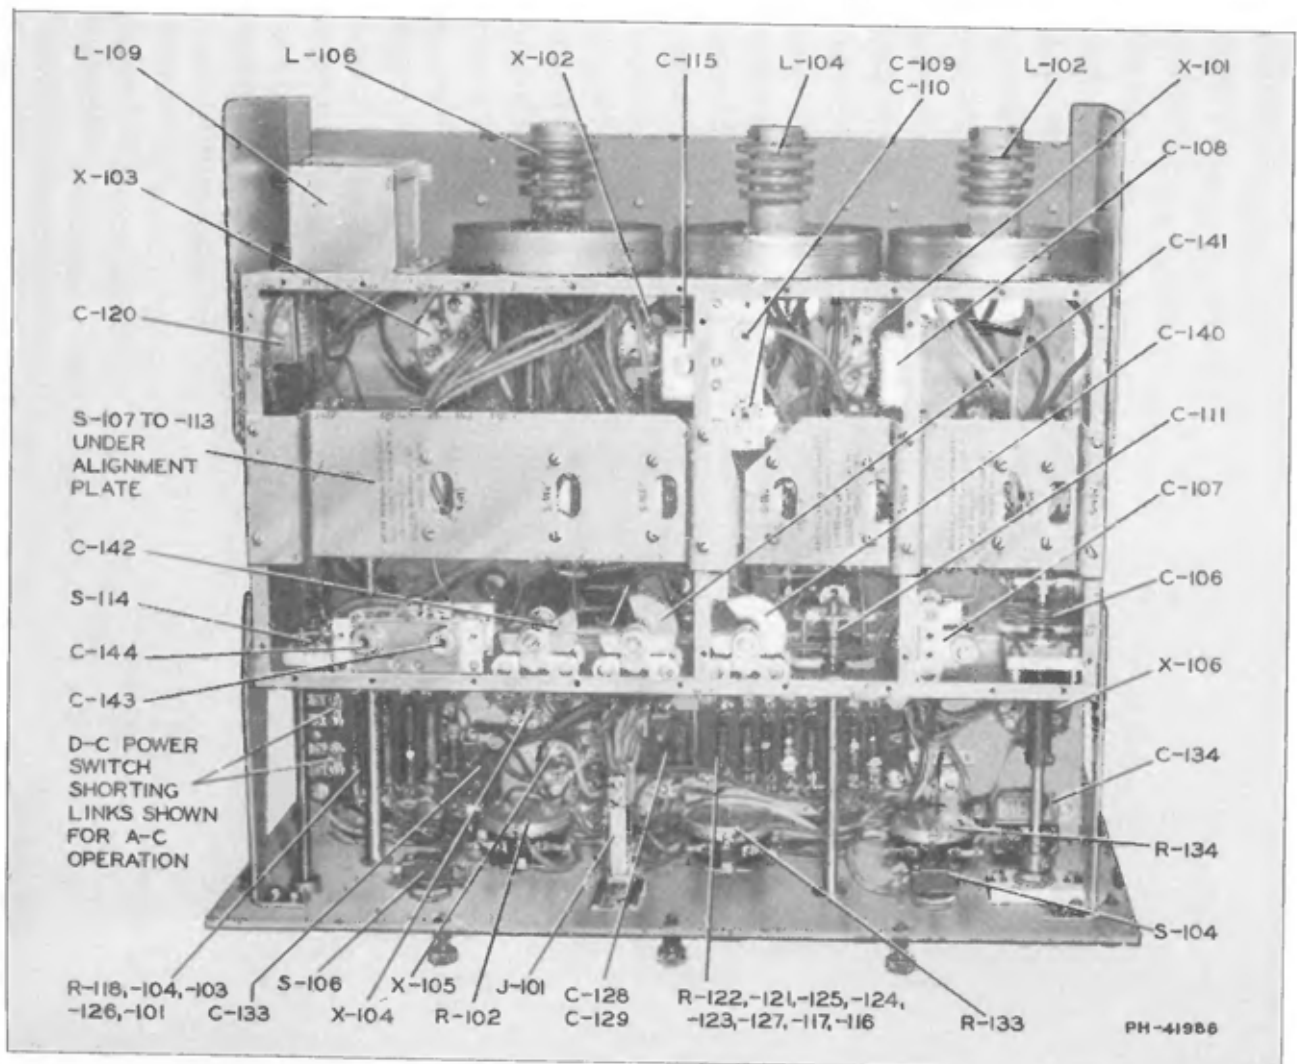 L-109
L-106
X-102
C-115
L-104
C-109
C-110
L-102
X-101
X-103
C-108
C-141
C-120
C-140
S-107 TO -113
UNDER
ALIGNMENT
PLATE
C-111
C-107
C-142
C-106
S-114
C-144
X-106
C-143
D-C POWER
SWITCH
SHORTING
LINKS SHOWN
FOR A-C
OPERATION
C-134
R-134
S-104
R-118,-104,-103
-126,-101
C-133
S-106
X-104
X-105
R-102
J-101
C-128
C-129
R-122,-121,-125,-124,
-123,-127,-117,-116
R-133
PH-41986